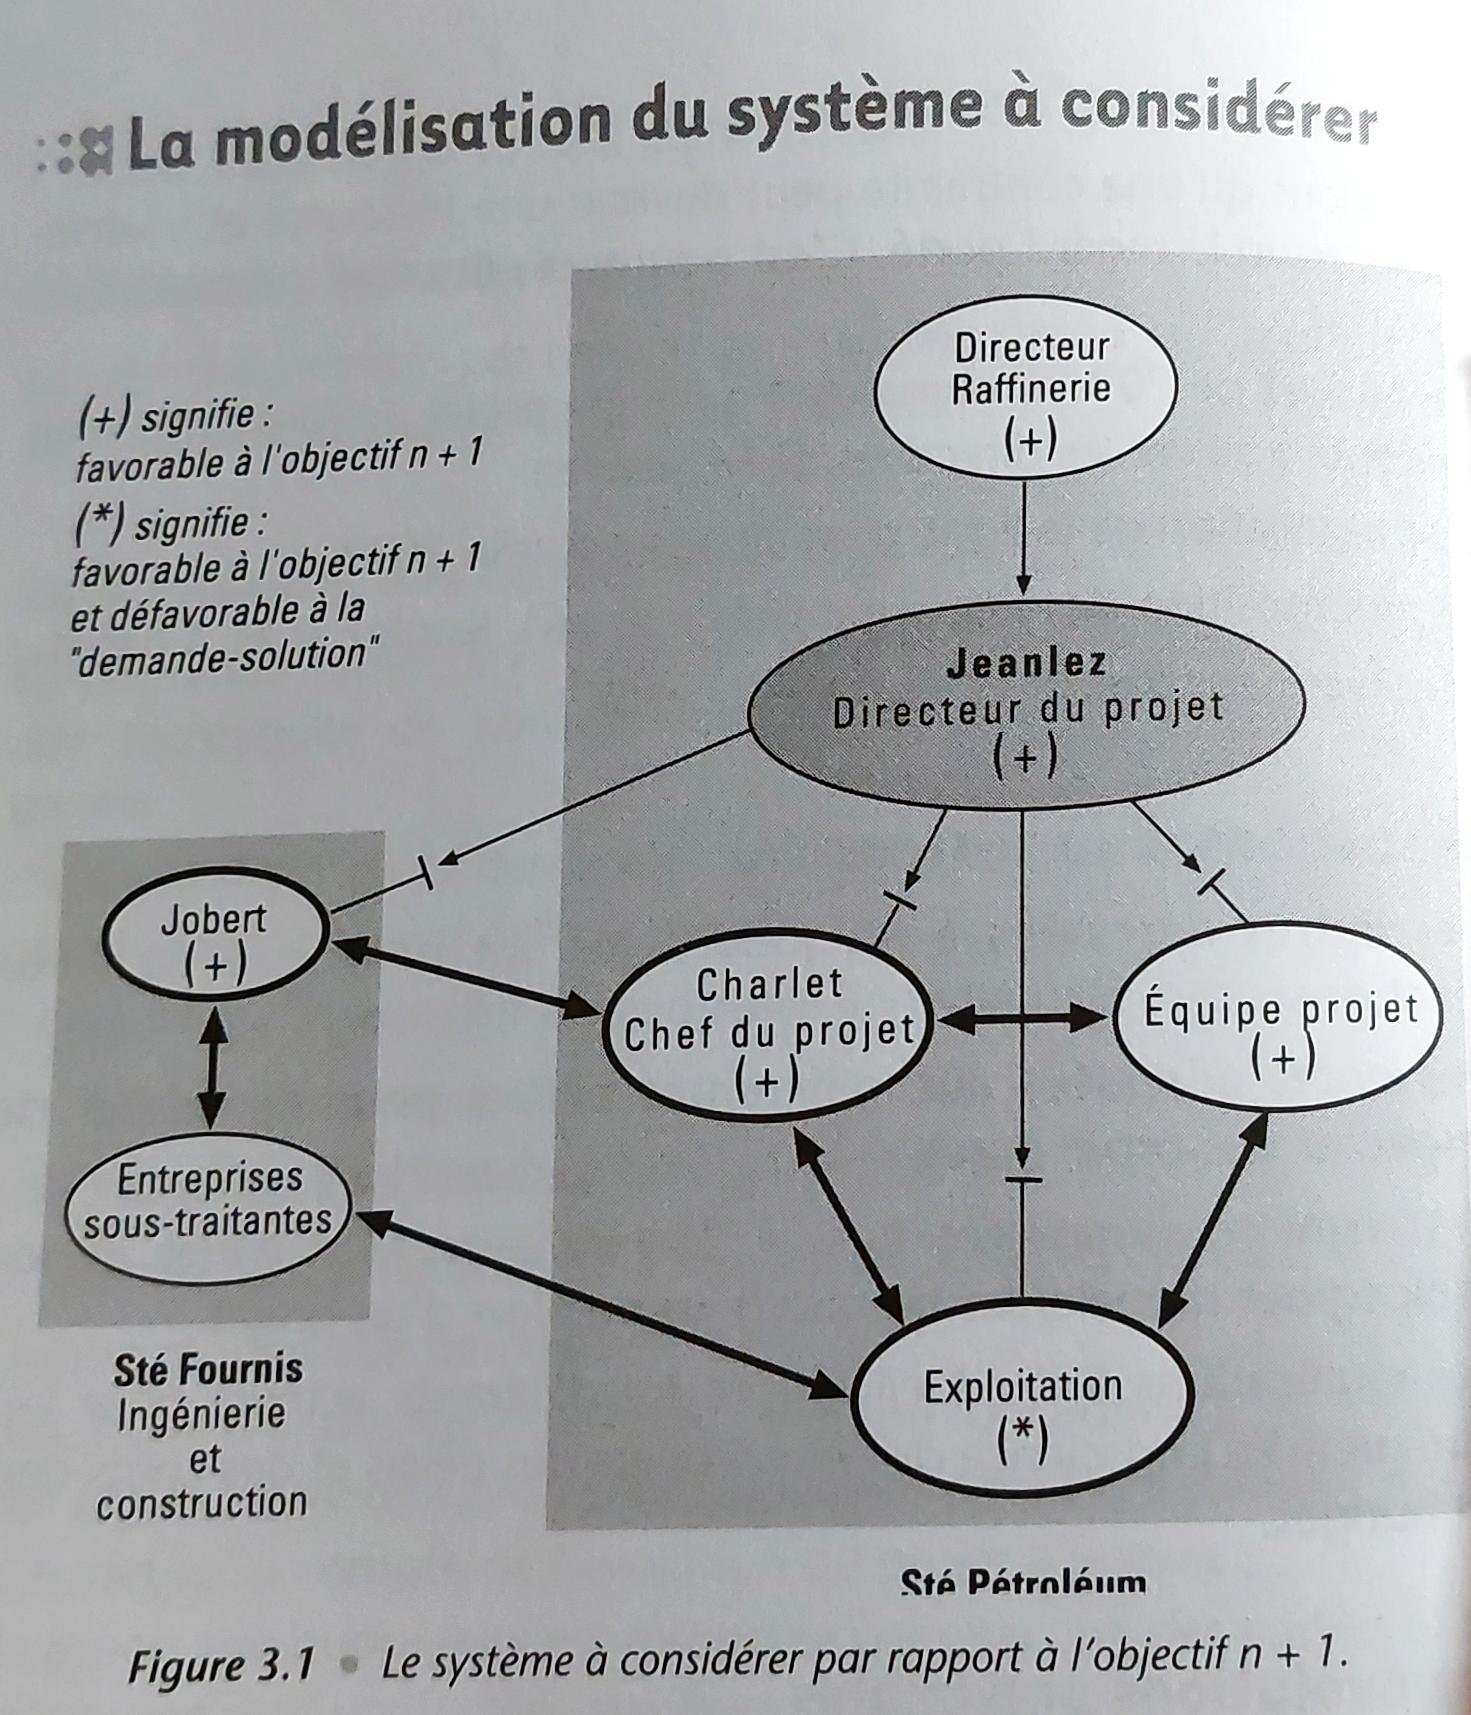 La modélisation du système à considérer
(+) signifie :
favorable à l'objectif n + 1
(*) signifie :
favorable à l'objectif n + 1
et défavorable à la
"demande-solution"
Directeur
Raffinerie
(+)
Jeanlez
Directeur du projet
(+)
Jobert
(+)
Charlet
Chef du projet
(+)
Équipe projet
(+)
Entreprises
sous-traitantes
Exploitation
(*)
Sté Fournis
Ingénierie
et
construction
Sté Pétroléum
Figure 3.1 • Le système à considérer par rapport à l'objectif n + 1.